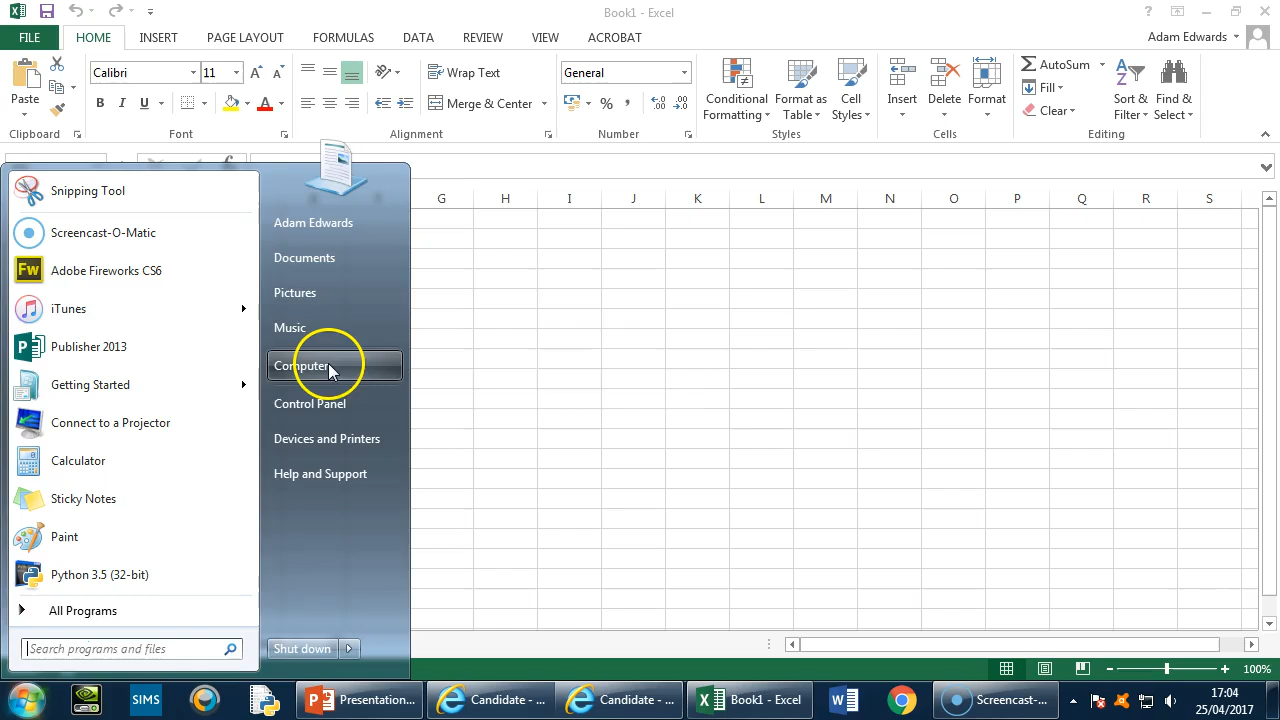 Book1 - Excel
?
FILE HOME INSERT PAGE LAYOUT FORMULAS DATA REVIEW VIEW ACROBAT Adam Edwards
Paste
Calibri 11
B I U A
Wrap Text
Merge & Center
General
%
Conditional Formatting
Format as Table
Cell Styles
Insert
Delete
Format
AutoSum
Fill
Clear
Sort & Filter
Find & Select
Clipboard Font Alignment Number Styles Cells Editing
G H I J K L M N O P Q R S
Snipping Tool
Screencast-O-Matic
Fw Adobe Fireworks CS6
iTunes
Publisher 2013
Getting Started
Connect to a Projector
Calculator
Sticky Notes
Paint
Python 3.5 (32-bit)
All Programs
Search programs and files
Adam Edwards
Documents
Pictures
Music
Computer
Control Panel
Devices and Printers
Help and Support
Shut down
100%
SIMS
Presentation...
Candidate - ...
Candidate - ...
Book1 - Excel
Screencast-O...
17:04
25/04/2017